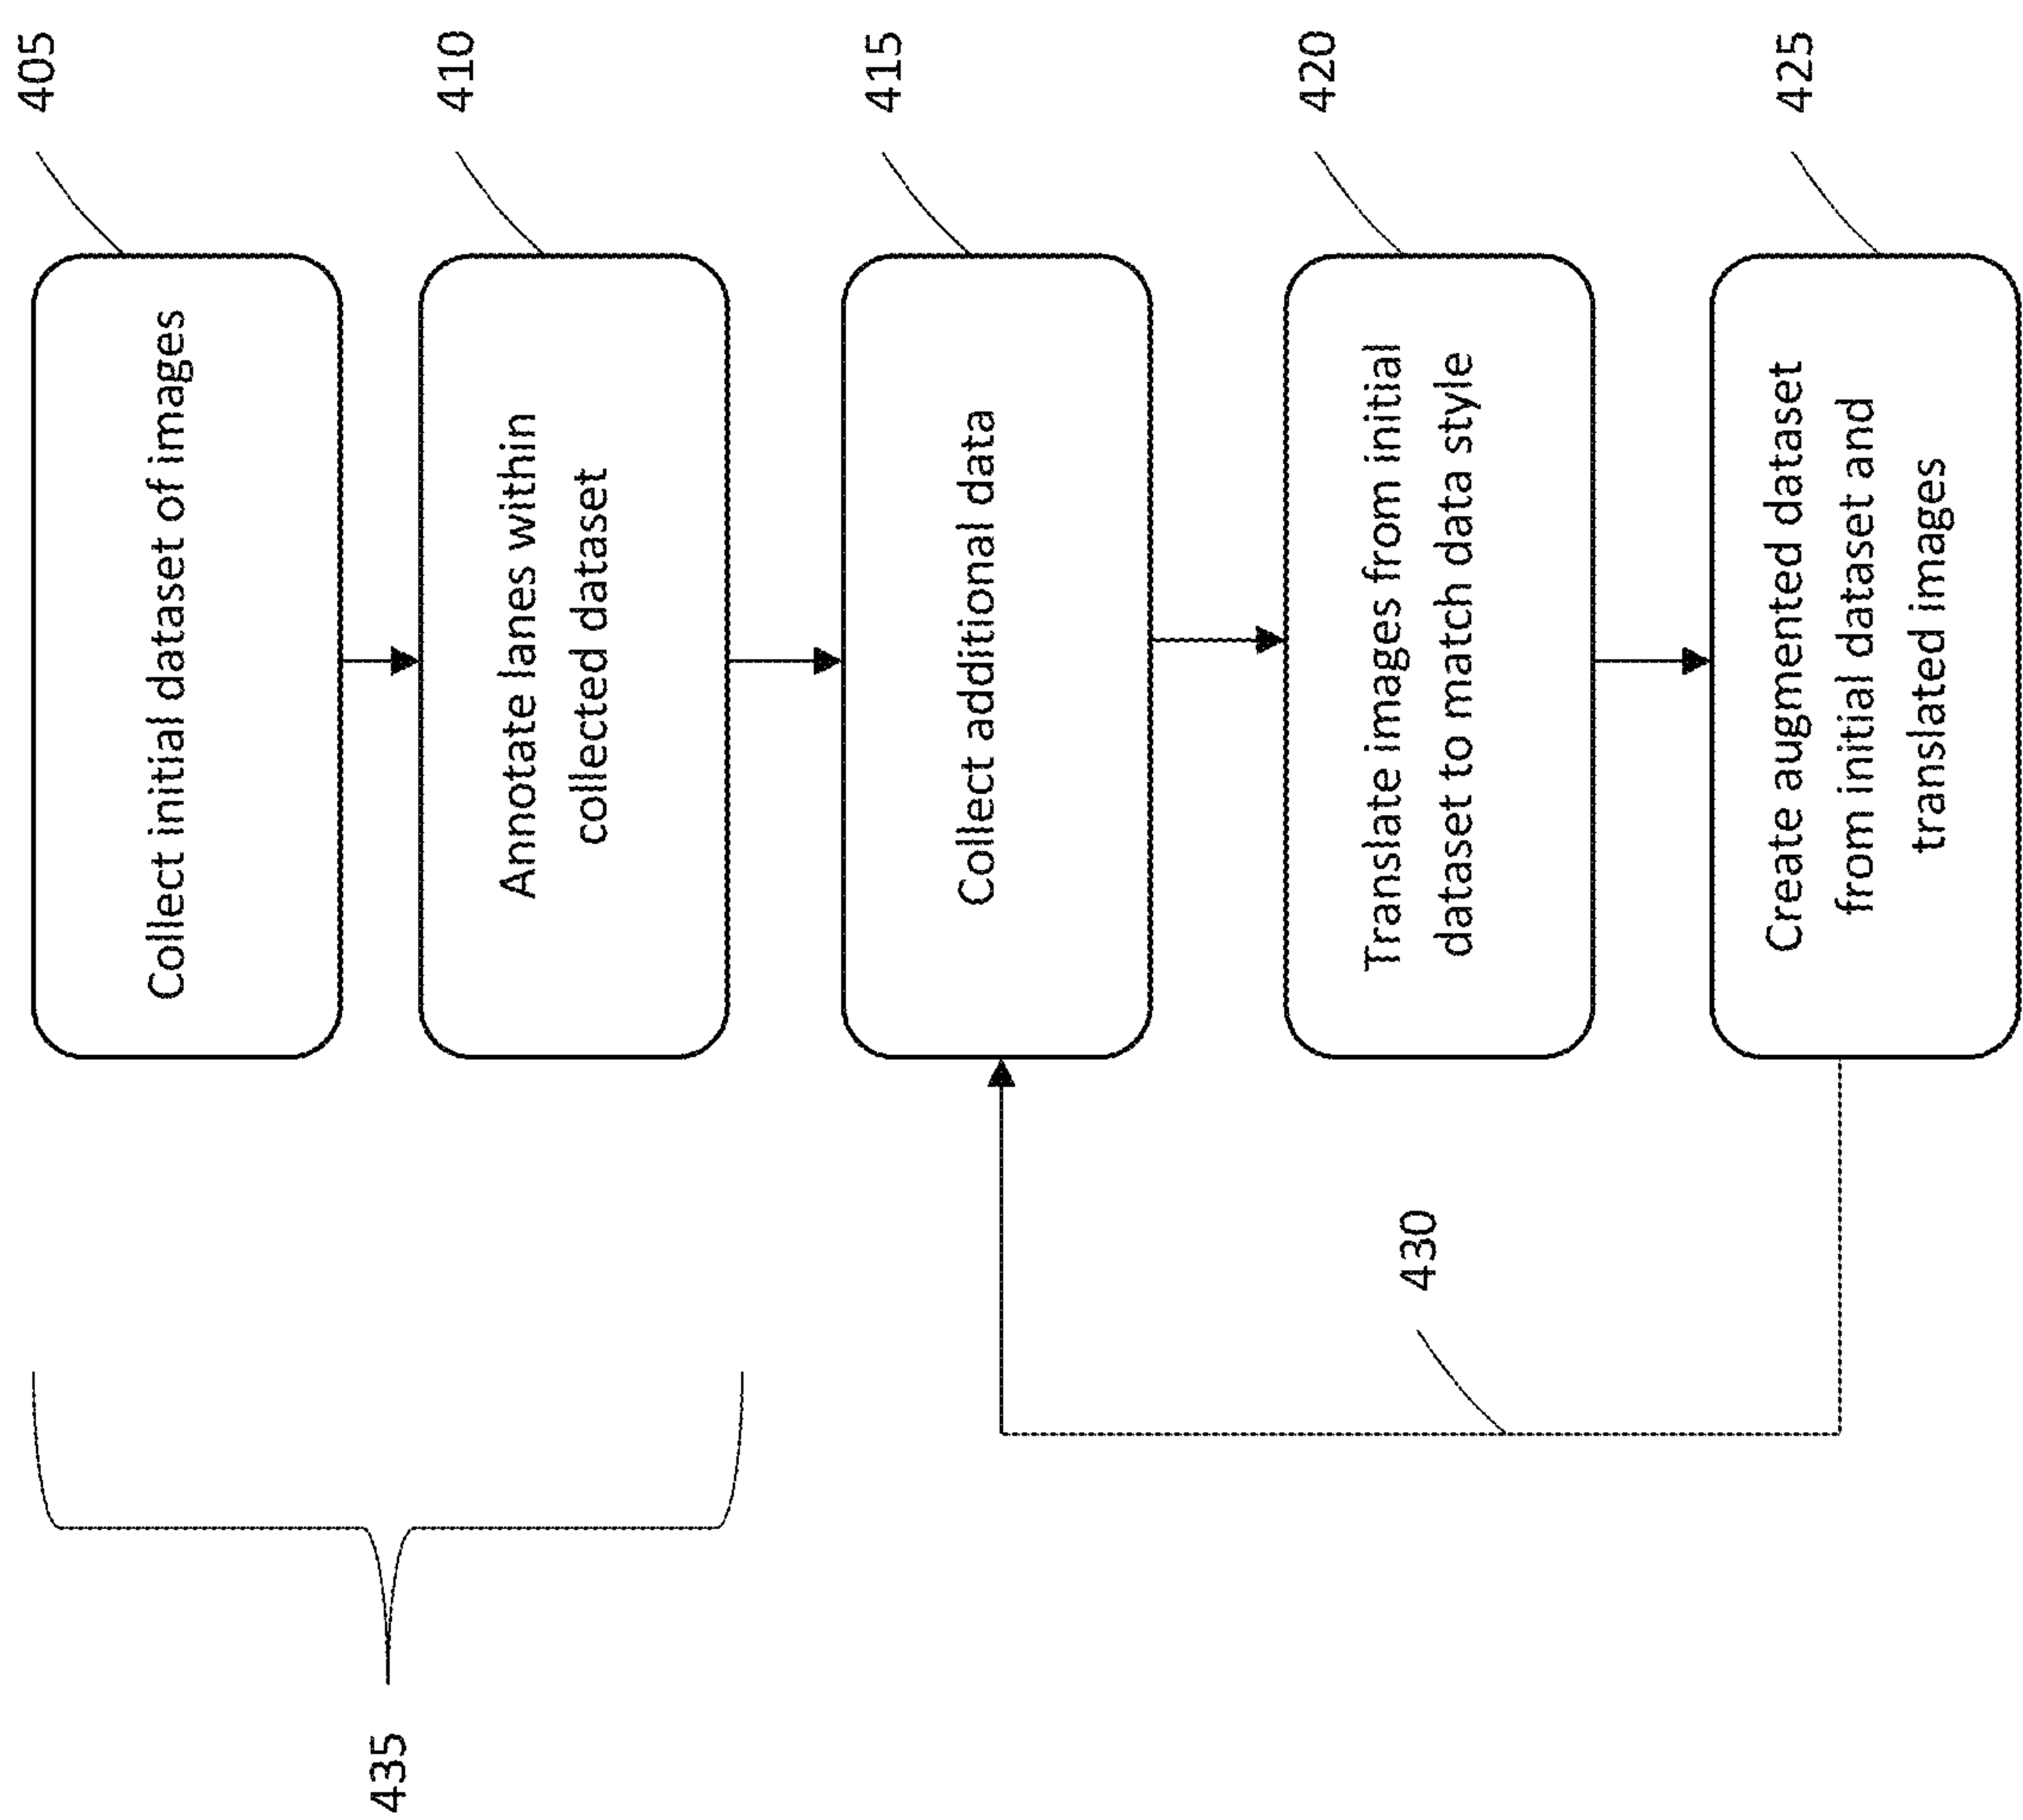 405
Collect initial dataset of images
410
Annotate lanes within
collected dataset
415
Collect additional data
420
Translate images from initial
dataset to match data style
425
Create augmented dataset
from initial dataset and
translated images
430
435